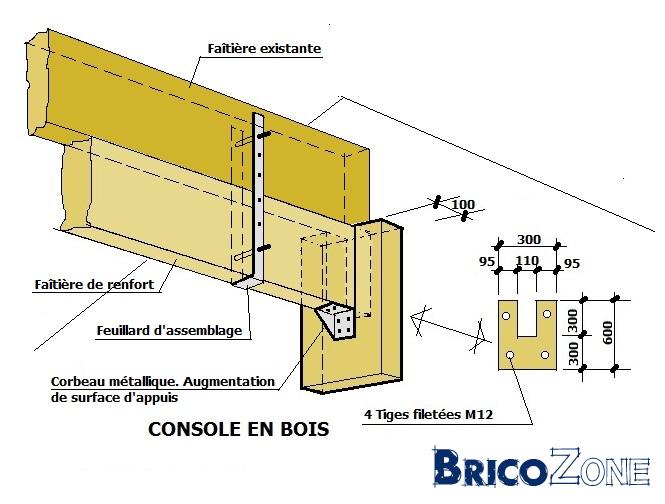 Faîtière existante
100
300
95 110 95
Faîtière de renfort
Feuillard d'assemblage
300
600
300
Corbeau métallique. Augmentation
de surface d'appuis
4 Tiges filetées M12
CONSOLE EN BOIS
BRICOZONE